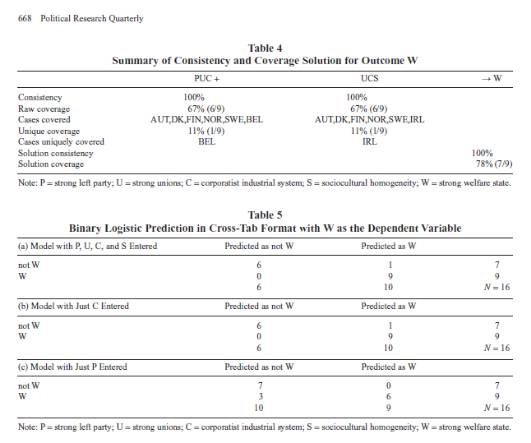 668 Political Research Quarterly
Table 4
Summary of Consistency and Coverage Solution for Outcome W
PUC + UCS → W
Consistency 100% 100%
Raw coverage 67% (6/9) 67% (6/9)
Cases covered AUT,DK,FIN,NOR,SWE,BEL AUT,DK,FIN,NOR,SWE,IRL
Unique coverage 11% (1/9) 11% (1/9)
Cases uniquely covered BEL IRL
Solution consistency 100%
Solution coverage 78% (7/9)
Note: P = strong left party; U = strong unions; C = corporatist industrial system; S = sociocultural homogeneity; W = strong welfare state.
Table 5
Binary Logistic Prediction in Cross-Tab Format with W as the Dependent Variable
(a) Model with P, U, C, and S Entered Predicted as not W Predicted as W
not W 6 1 7
W 0 9 9
6 10 N = 16
(b) Model with Just C Entered Predicted as not W Predicted as W
not W 6 1 7
W 0 9 9
6 10 N = 16
(c) Model with Just P Entered Predicted as not W Predicted as W
not W 7 0 7
W 3 6 9
10 9 N = 16
Note: P = strong left party; U = strong unions; C = corporatist industrial system; S = sociocultural homogeneity; W = strong welfare state.